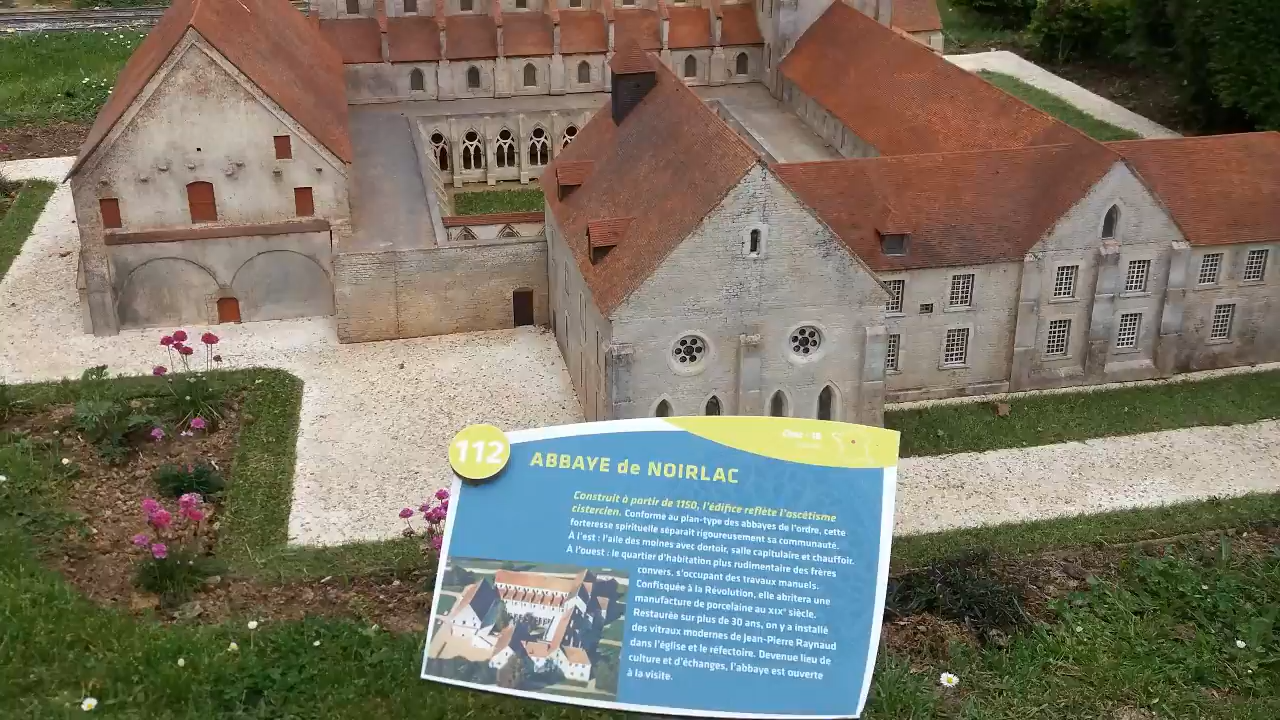 112
Cher - 18
ABBAYE de NOIRLAC
Construit à partir de 1150, l'édifice reflète l'ascétisme
cistercien. Conforme au plan-type des abbayes de l'ordre, cette
forteresse spirituelle séparait rigoureusement sa communauté.
À l'est : l'aile des moines avec dortoir, salle capitulaire et chauffoir.
À l'ouest : le quartier d'habitation plus rudimentaire des frères
convers, s'occupant des travaux manuels.
Confisquée à la Révolution, elle abritera une
manufacture de porcelaine au XIXe siècle.
Restaurée sur plus de 30 ans, on y a installé
des vitraux modernes de Jean-Pierre Raynaud
dans l'église et le réfectoire. Devenue lieu de
culture et d'échanges, l'abbaye est ouverte
à la visite.